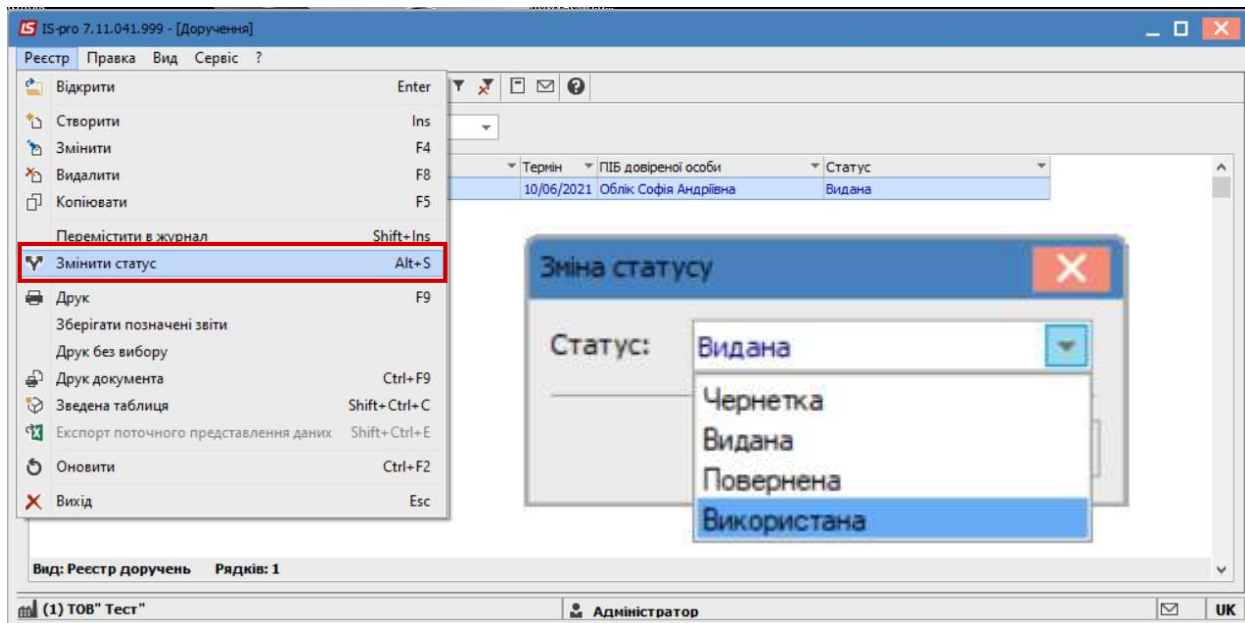 IS-pro 7.11.041.999 - [Доручення]
Реєстр Правка Вид Сервіс ?
Відкрити Enter
Створити Ins
Змінити F4
Видалити F8
Копіювати F5
Перемістити в журнал Shift+Ins
Змінити статус Alt+S
Друк F9
Зберігати позначені звіти
Друк без вибору
Друк документа Ctrl+F9
Зведена таблиця Shift+Ctrl+C
Експорт поточного представлення даних Shift+Ctrl+E
Оновити Ctrl+F2
Вихід Esc
Термін ПІБ довіреної особи Статус
10/06/2021 Облік Софія Андріївна Видана
Зміна статусу
Статус: Видана
Чернетка
Видана
Повернена
Використана
Вид: Реєстр доручень Рядків: 1
(1) ТОВ" Тест" Адміністратор UK